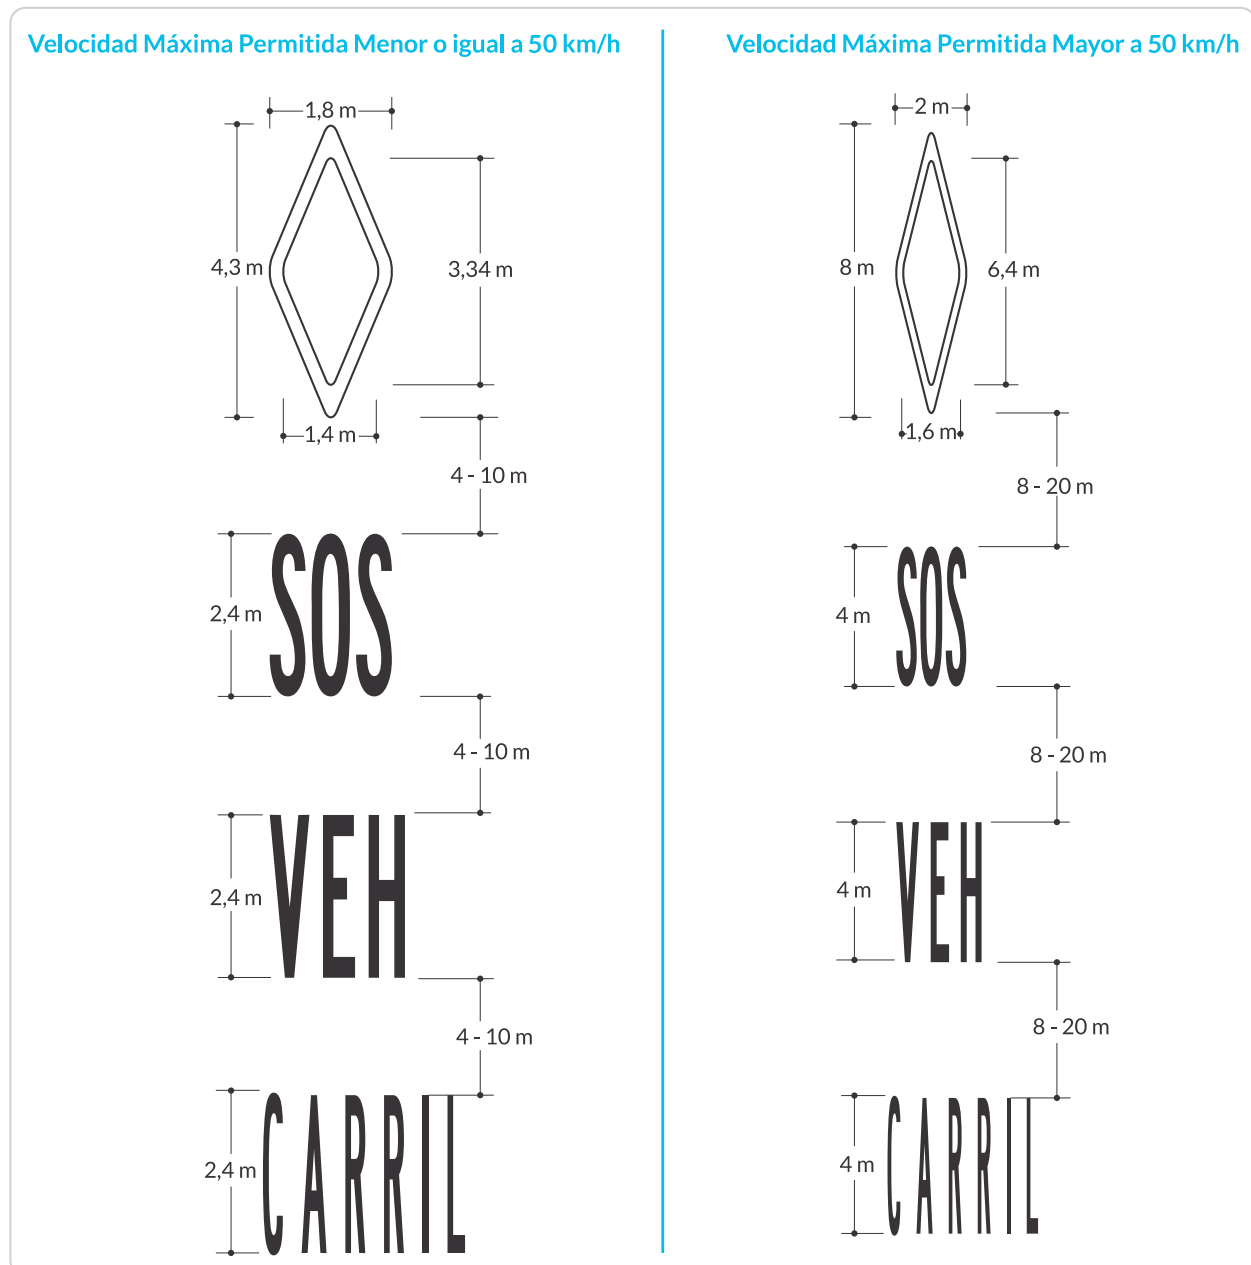 Velocidad Máxima Permitida Menor o igual a 50 km/h
1,8 m
4,3 m
3,34 m
1,4 m
4 - 10 m
SOS
2,4 m
4 - 10 m
VEH
2,4 m
4 - 10 m
CARRIL
2,4 m
Velocidad Máxima Permitida Mayor a 50 km/h
2 m
8 m
6,4 m
1,6 m
8 - 20 m
SOS
4 m
8 - 20 m
VEH
4 m
8 - 20 m
CARRIL
4 m